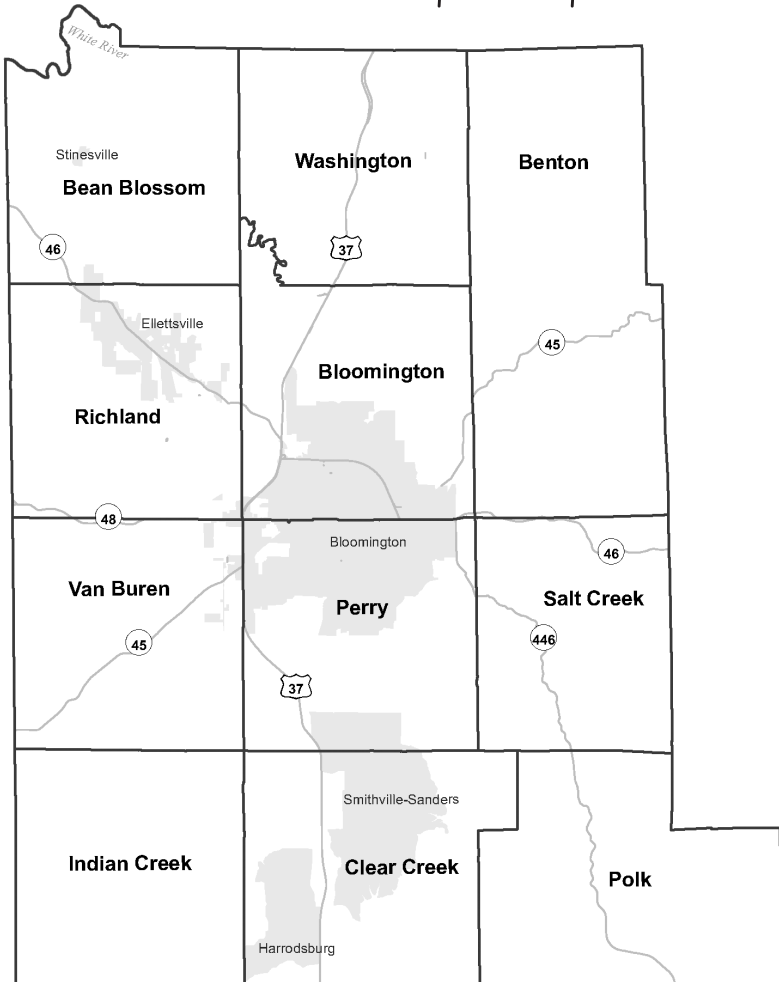 White River
Stinesville
Washington
Benton
Bean Blossom
46
37
Ellettsville
45
Bloomington
Richland
48
Bloomington
46
Van Buren
Salt Creek
Perry
45
446
37
Smithville-Sanders
Indian Creek
Clear Creek
Polk
Harrodsburg